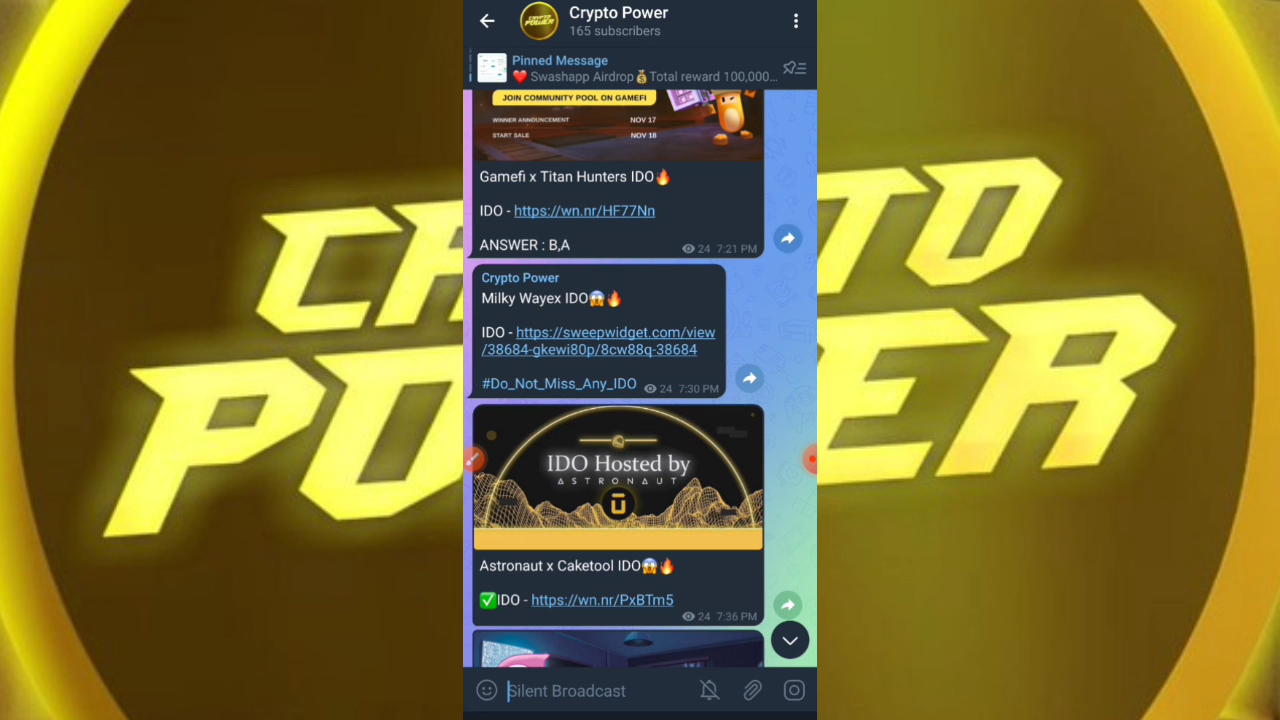 Crypto Power
165 subscribers
Pinned Message
❤️ Swashapp Airdrop💰Total reward 100,000...
JOIN COMMUNITY POOL ON GAMEFI
WINNER ANNOUNCEMENT NOV 17
START SALE NOV 18
Gamefi x Titan Hunters IDO🔥
IDO - https://wn.nr/HF77Nn
ANSWER : B,A
24 7:21 PM
Crypto Power
Milky Wayex IDO😱🔥
IDO - https://sweepwidget.com/view
/38684-gkewi80p/8cw88q-38684
#Do_Not_Miss_Any_IDO 24 7:30 PM
IDO Hosted by
ASTRONAUT
Astronaut x Caketool IDO😱🔥
✅IDO - https://wn.nr/PxBTm5
24 7:36 PM
Silent Broadcast
CRYPTO
POWER